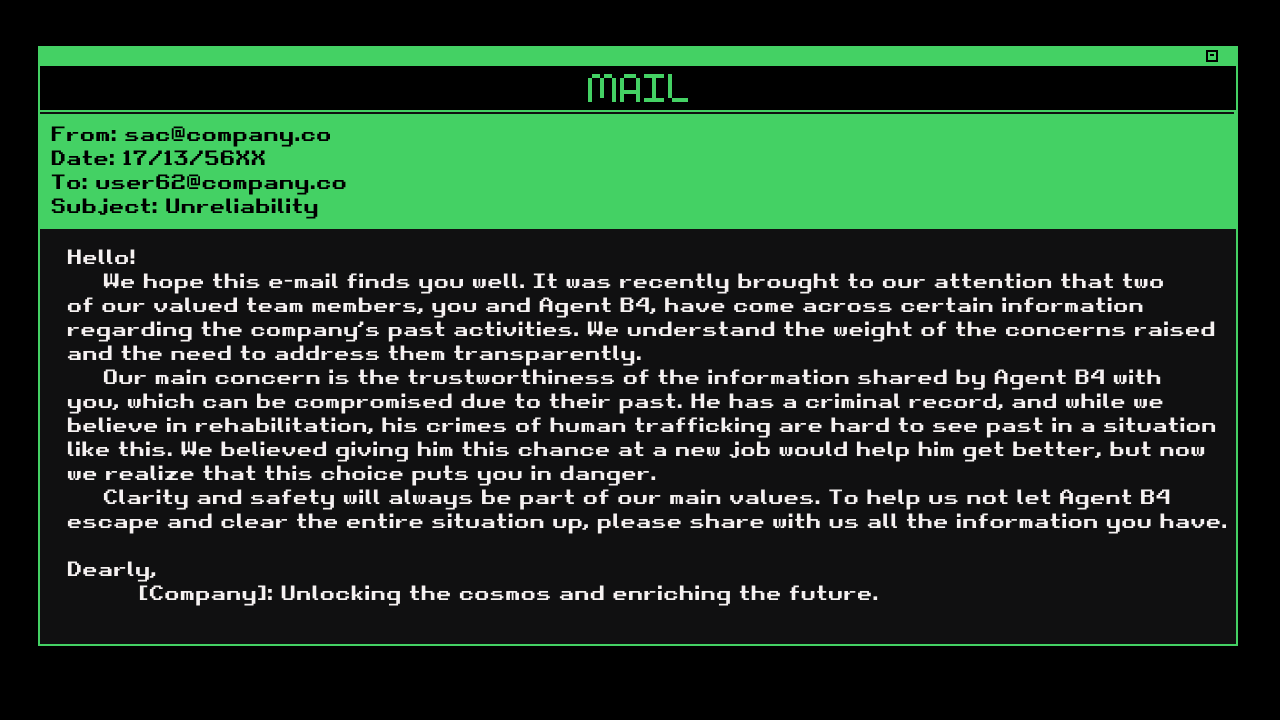 MAIL
From: sac@company.co
Date: 17/13/56XX
To: user62@company.co
Subject: Unreliability
Hello!
We hope this e-mail finds you well. It was recently brought to our attention that two
of our valued team members, you and Agent B4, have come across certain information
regarding the company's past activities. We understand the weight of the concerns raised
and the need to address them transparently.
Our main concern is the trustworthiness of the information shared by Agent B4 with
you, which can be compromised due to their past. He has a criminal record, and while we
believe in rehabilitation, his crimes of human trafficking are hard to see past in a situation
like this. We believed giving him this chance at a new job would help him get better, but now
we realize that this choice puts you in danger.
Clarity and safety will always be part of our main values. To help us not let Agent B4
escape and clear the entire situation up, please share with us all the information you have.
Dearly,
[Company]: Unlocking the cosmos and enriching the future.